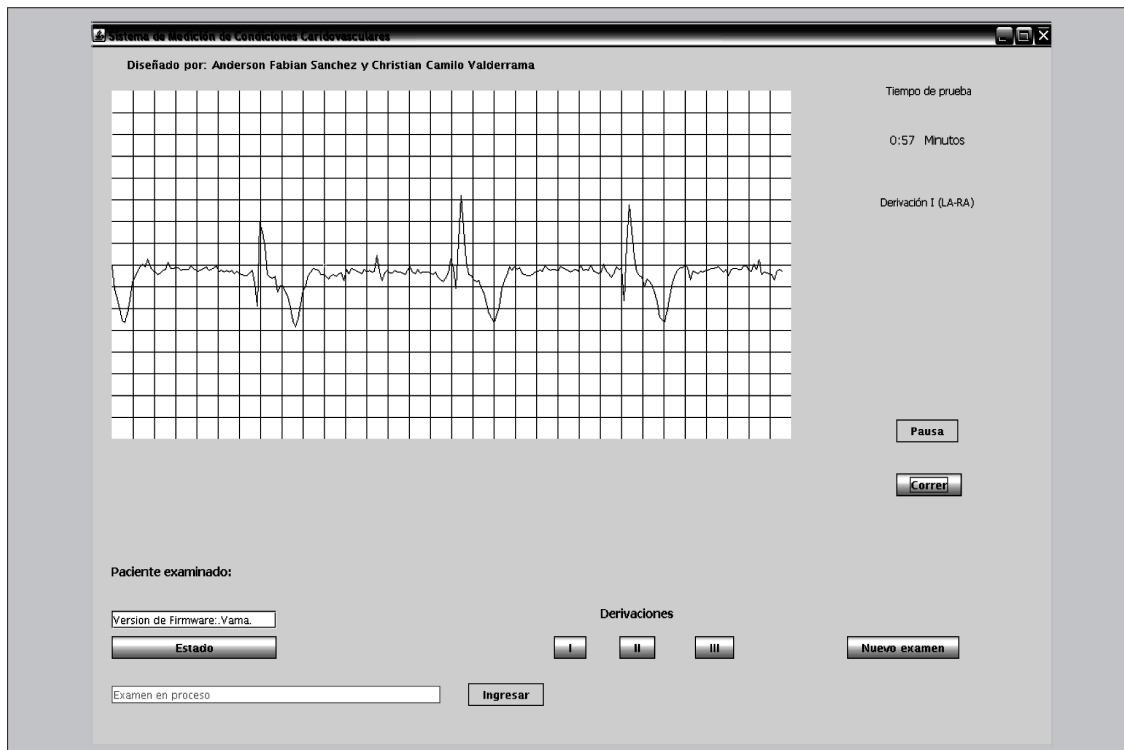 Sistema de Medición de Condiciones Caridovasculares
Diseñado por: Anderson Fabian Sanchez y Christian Camilo Valderrama
Tiempo de prueba
0:57 Minutos
Derivación I (LA-RA)
Pausa
Correr
Paciente examinado:
Version de Firmware:.Vama.
Derivaciones
Estado
I
II
III
Nuevo examen
Examen en proceso
Ingresar